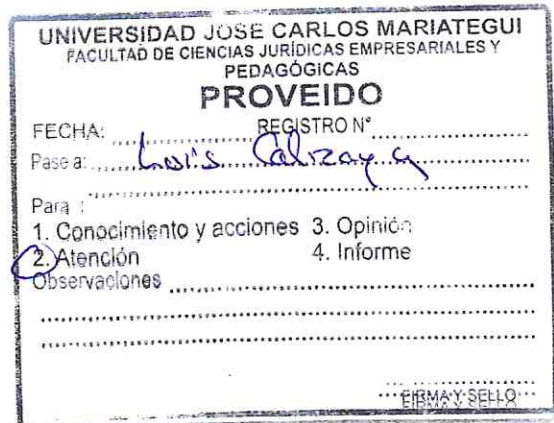 UNIVERSIDAD JOSE CARLOS MARIATEGUI
FACULTAD DE CIENCIAS JURÍDICAS EMPRESARIALES Y
PEDAGÓGICAS
PROVEIDO
FECHA: REGISTRO N°
Pase a: Luis Calizaya
Para :
1. Conocimiento y acciones 3. Opinión
2. Atención 4. Informe
Observaciones
FIRMA Y SELLO